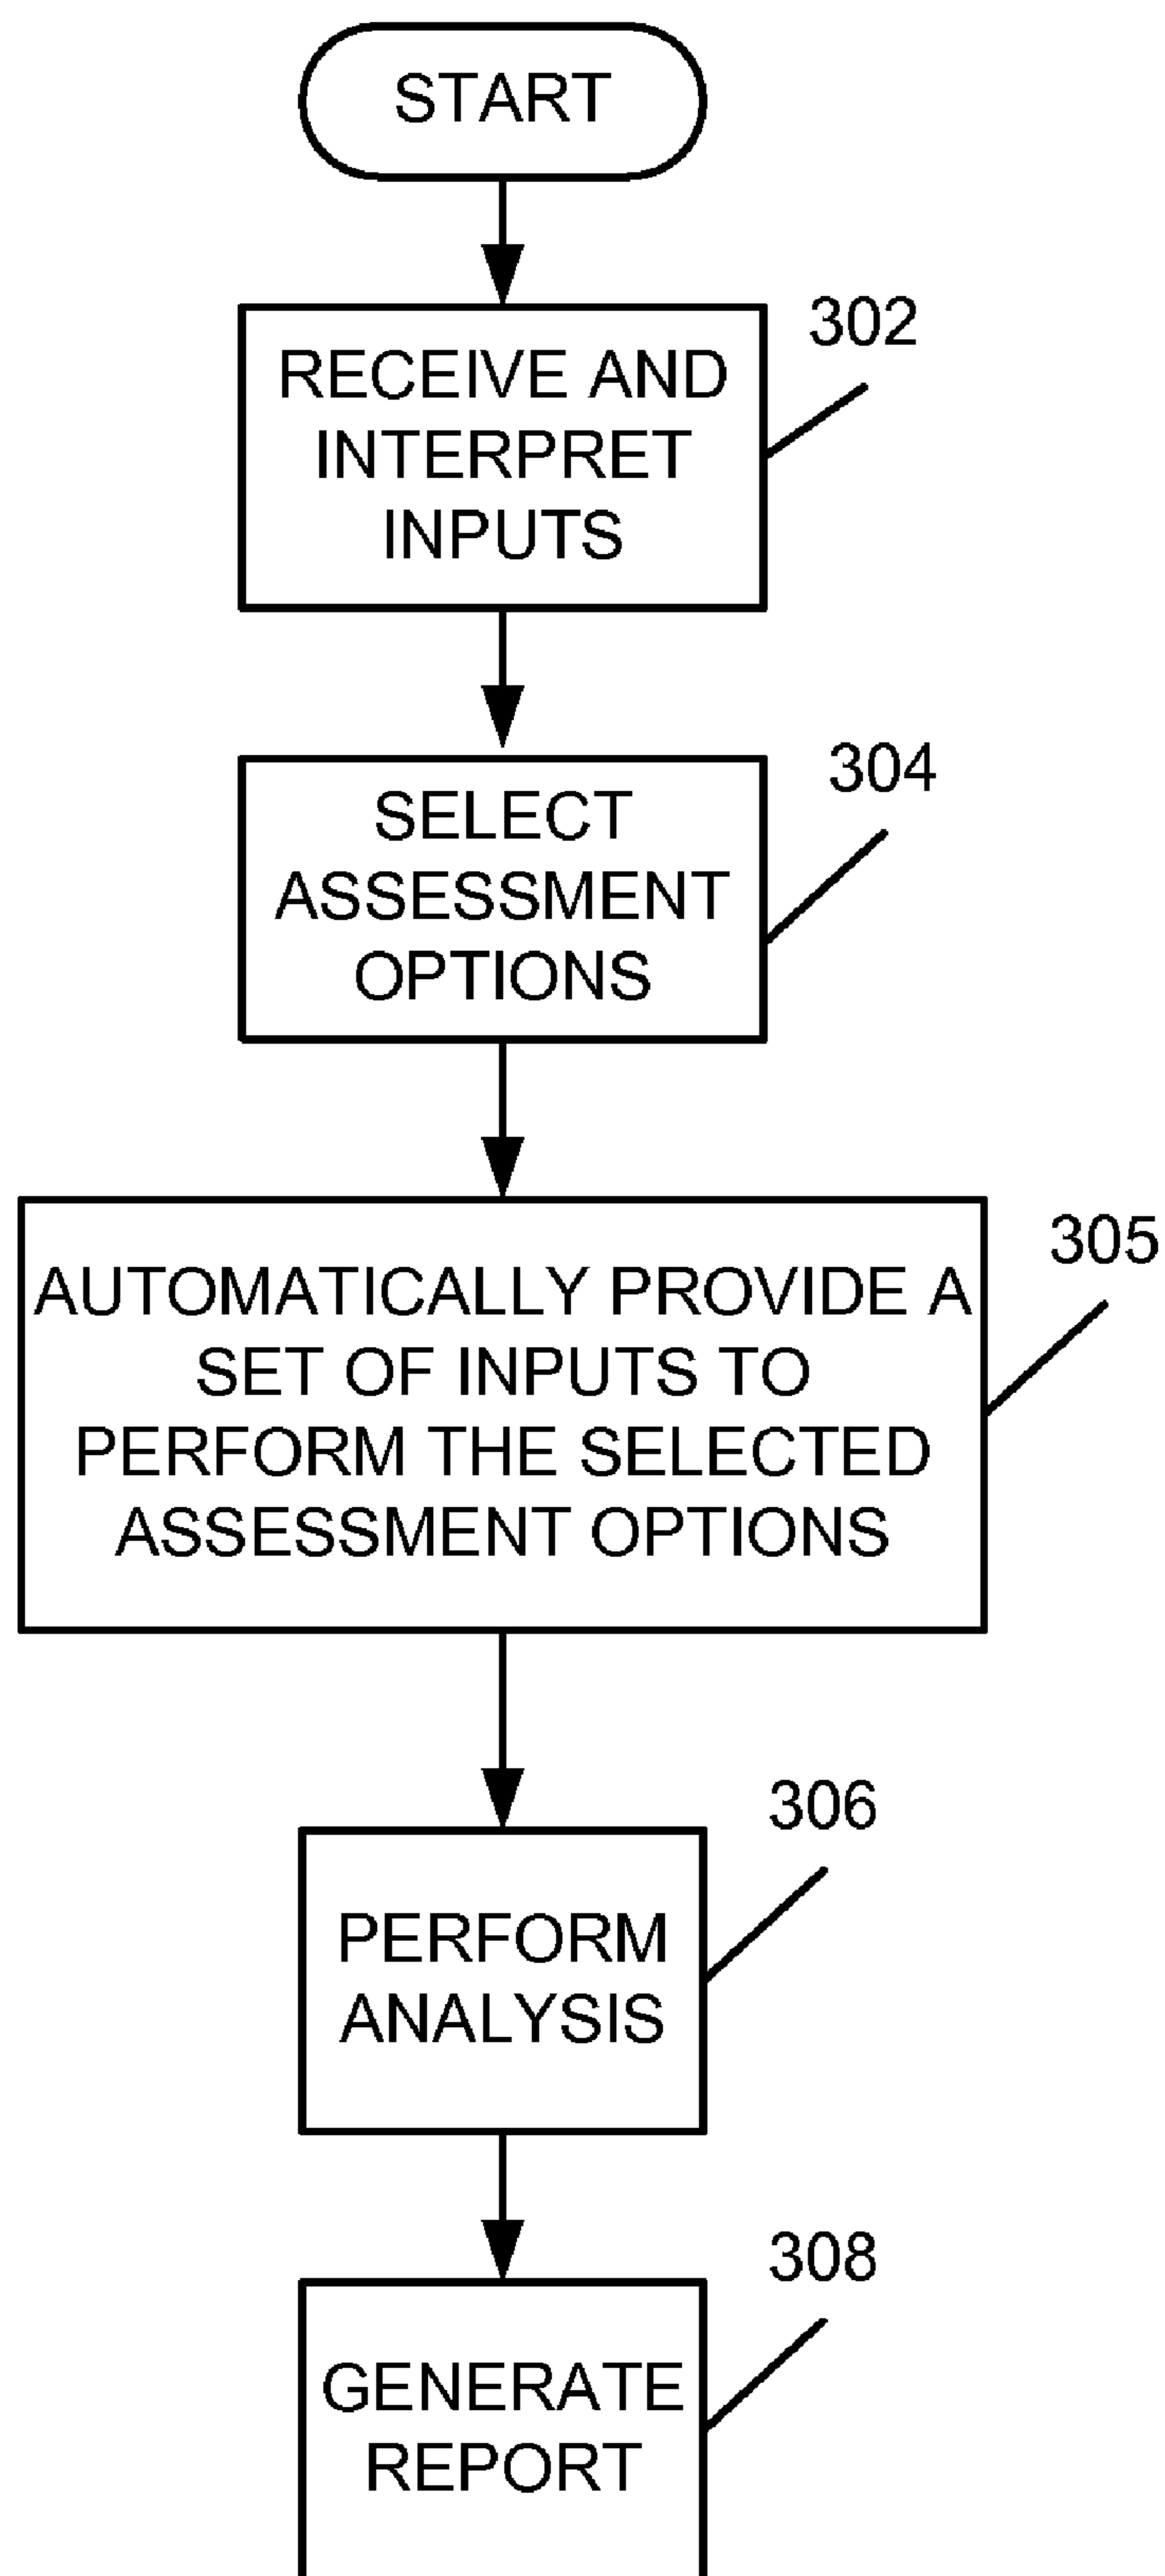 START
302
RECEIVE AND
INTERPRET
INPUTS
304
SELECT
ASSESSMENT
OPTIONS
305
AUTOMATICALLY PROVIDE A
SET OF INPUTS TO
PERFORM THE SELECTED
ASSESSMENT OPTIONS
306
PERFORM
ANALYSIS
308
GENERATE
REPORT